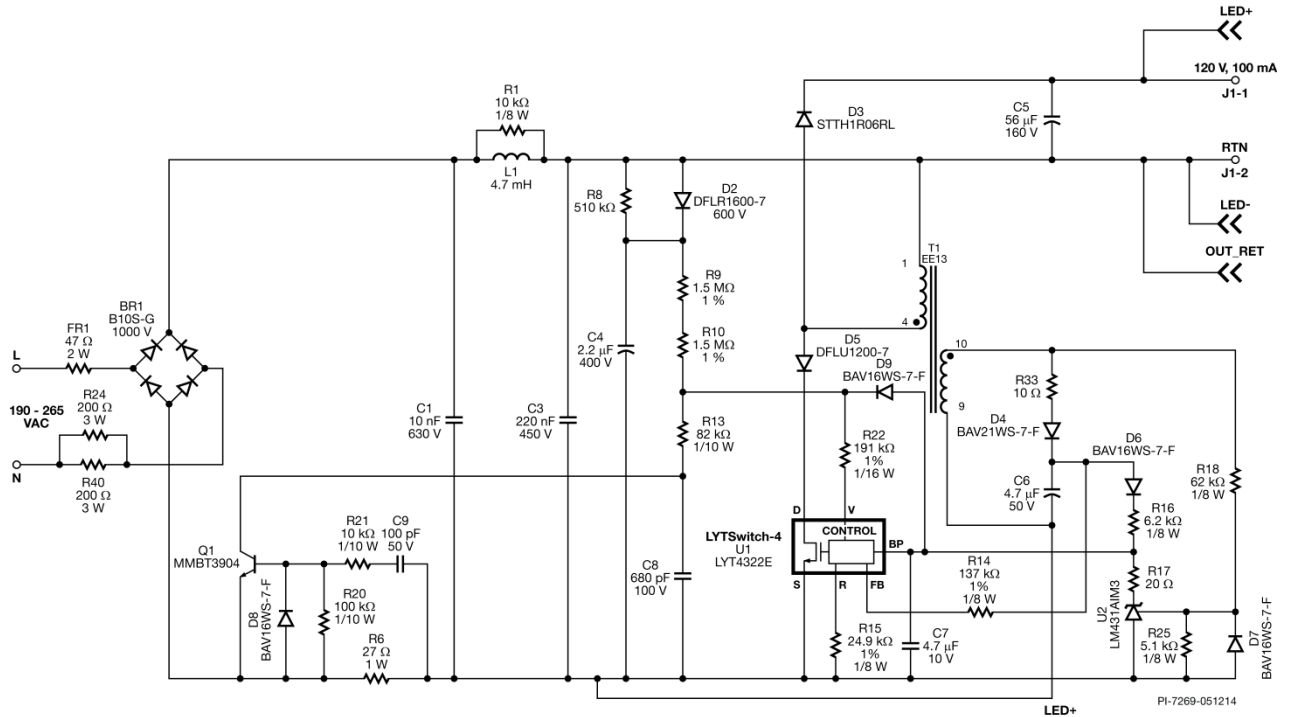 LED+
120 V, 100 mA
J1-1
R1
10 kΩ
1/8 W
D3
STTH1R06RL
C5
56 µF
160 V
L1
4.7 mH
RTN
J1-2
R8
510 kΩ
D2
DFLR1600-7
600 V
LED-
OUT_RET
T1
EE13
1
4
R9
1.5 MΩ
1 %
BR1
B10S-G
1000 V
FR1
47 Ω
2 W
L
R10
1.5 MΩ
1 %
C4
2.2 µF
400 V
D5
DFLU1200-7
D9
BAV16WS-7-F
10
9
R33
10 Ω
D4
BAV21WS-7-F
D6
BAV16WS-7-F
R24
200 Ω
3 W
190 - 265
VAC
N
R40
200 Ω
3 W
C1
10 nF
630 V
C3
220 nF
450 V
R13
82 kΩ
1/10 W
R22
191 kΩ
1%
1/16 W
C6
4.7 µF
50 V
R16
6.2 kΩ
1/8 W
R18
62 kΩ
1/8 W
Q1
MMBT3904
R21
10 kΩ
1/10 W
C9
100 pF
50 V
D8
BAV16WS-7-F
R20
100 kΩ
1/10 W
R6
27 Ω
1 W
C8
680 pF
100 V
LYTSwitch-4
U1
LYT4322E
D
V
CONTROL
BP
S
R
FB
R14
137 kΩ
1%
1/8 W
R17
20 Ω
U2
LM431AIM3
R15
24.9 kΩ
1%
1/8 W
C7
4.7 µF
10 V
R25
5.1 kΩ
1/8 W
D7
BAV16WS-7-F
LED+
PI-7269-051214